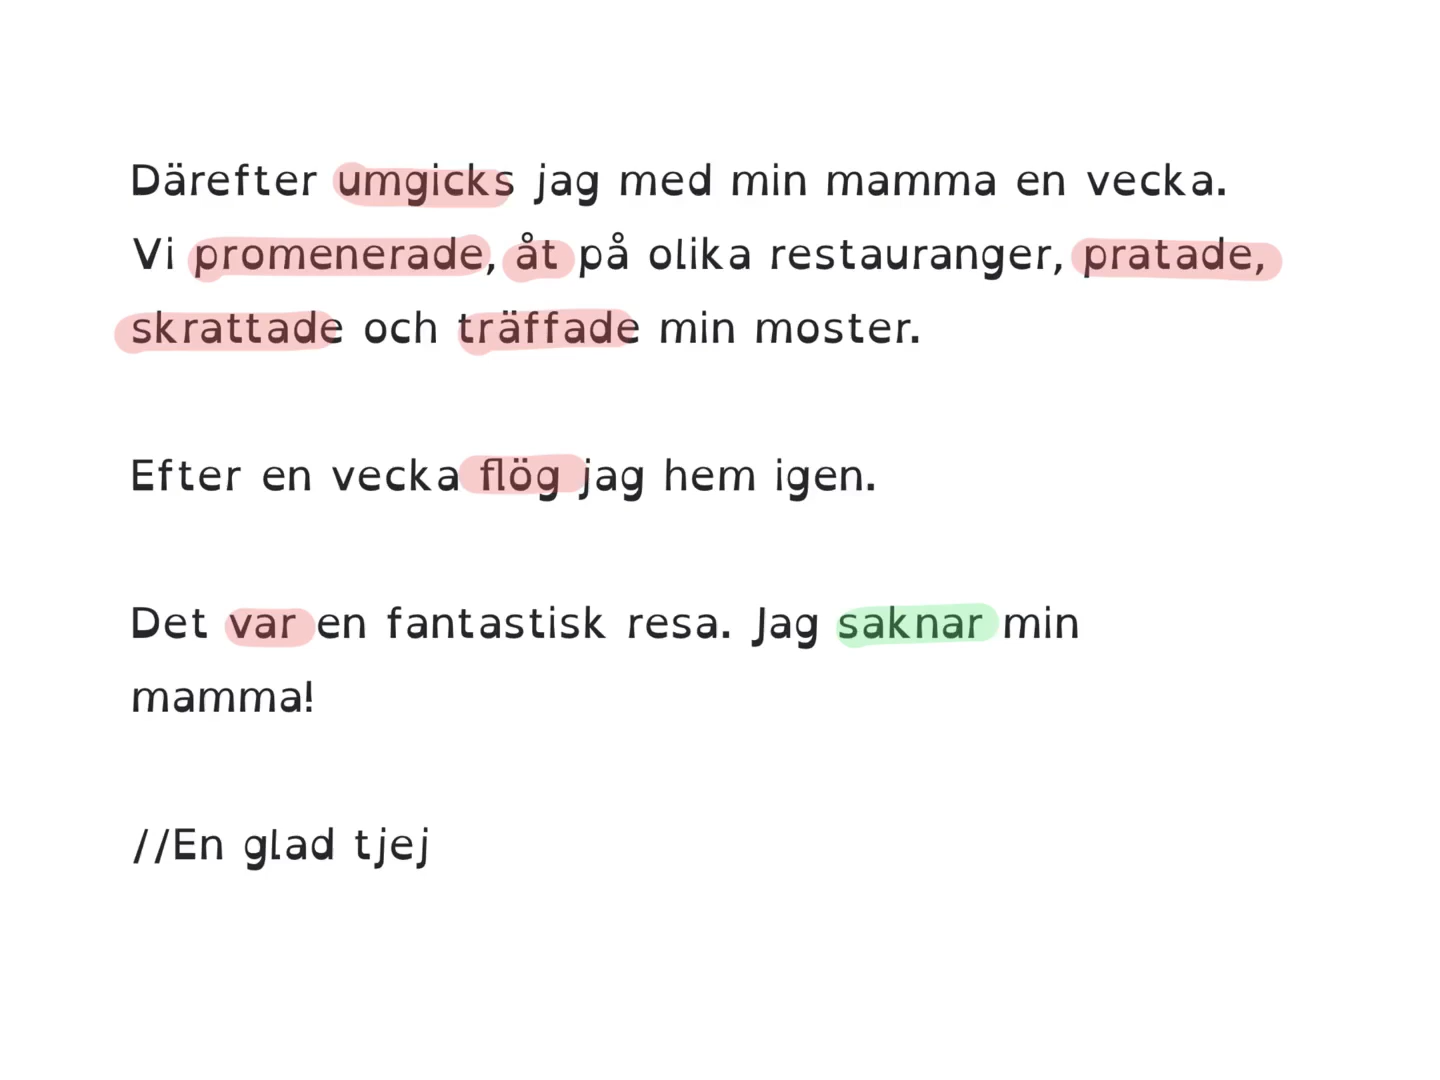 Därefter umgicks jag med min mamma en vecka.
Vi promenerade, åt på olika restauranger, pratade,
skrattade och träffade min moster.
Efter en vecka flög jag hem igen.
Det var en fantastisk resa. Jag saknar min
mamma!
//En glad tjej